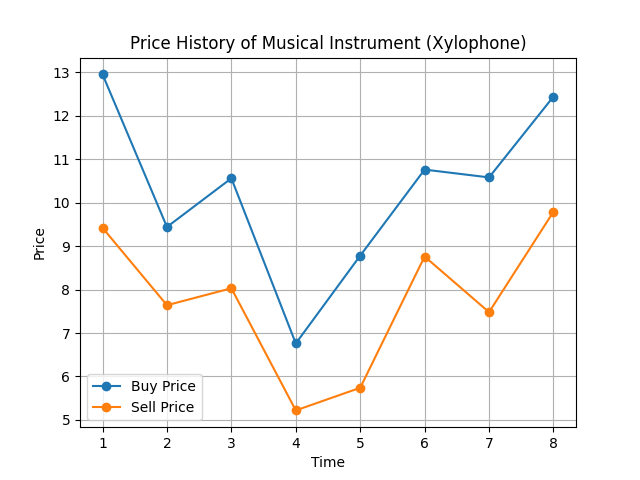 Price History of Musical Instrument (Xylophone)
13
12
11
10
9
8
7
6
5
Price
Buy Price
Sell Price
1 2 3 4 5 6 7 8
Time